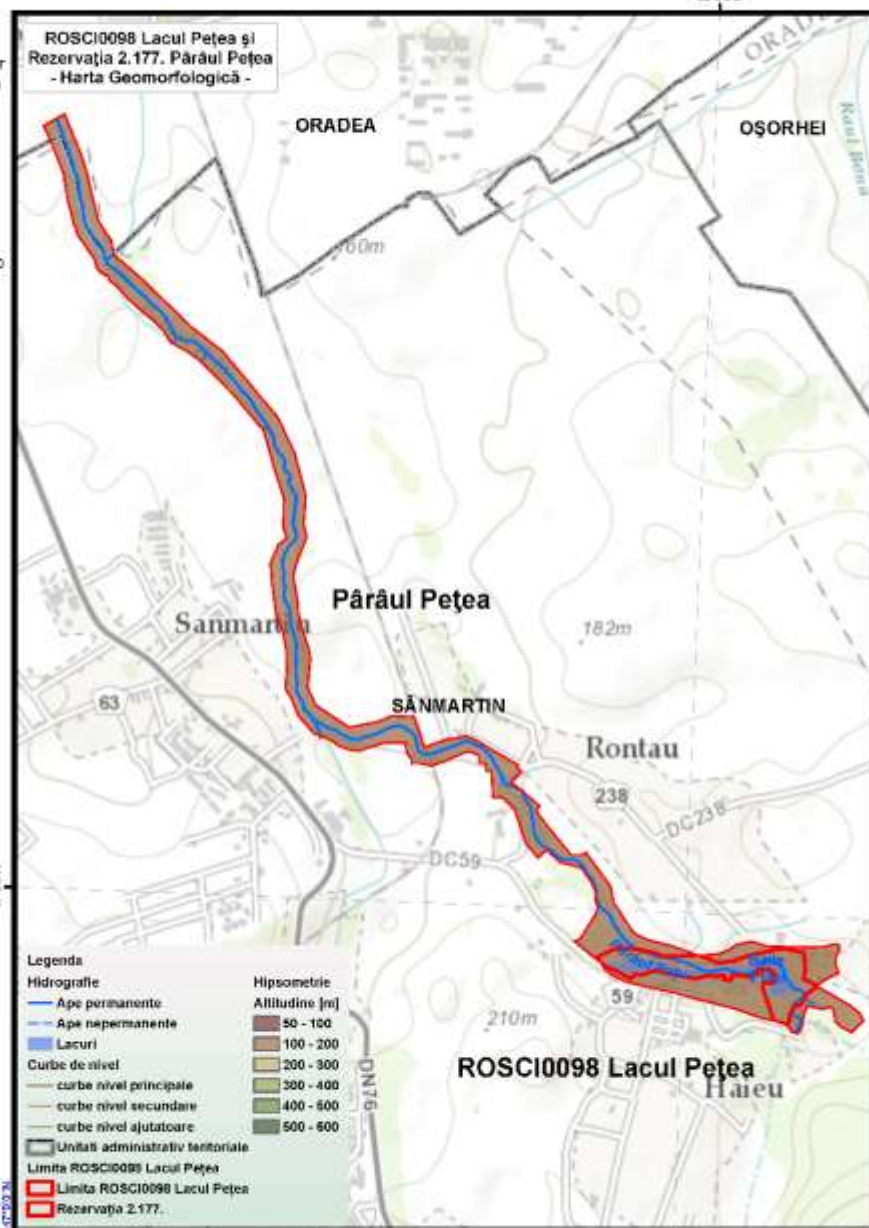 ROSCI0098 Lacul Peţea şi
Rezervaţia 2.177. Pârâul Peţea
- Harta Geomorfologică -
ORADEA
ORADEA
OŞORHEI
160m
Pârâul Peţea
Sanmartin
182m
63
SÂNMARTIN
Rontau
238
DC238
DC59
59
210m
ROSCI0098 Lacul Peţea
Haieu
DN76
Legenda
Hidrografie
Ape permanente
Ape nepermanente
Lacuri
Curbe de nivel
curbe nivel principale
curbe nivel secundare
curbe nivel ajutatoare
Unitati administrativ teritoriale
Limita ROSCI0098 Lacul Peţea
Limita ROSCI0098 Lacul Peţea
Rezervaţia 2.177.
Hipsometrie
Altitudine [m]
50 - 100
100 - 200
200 - 300
300 - 400
400 - 500
500 - 600